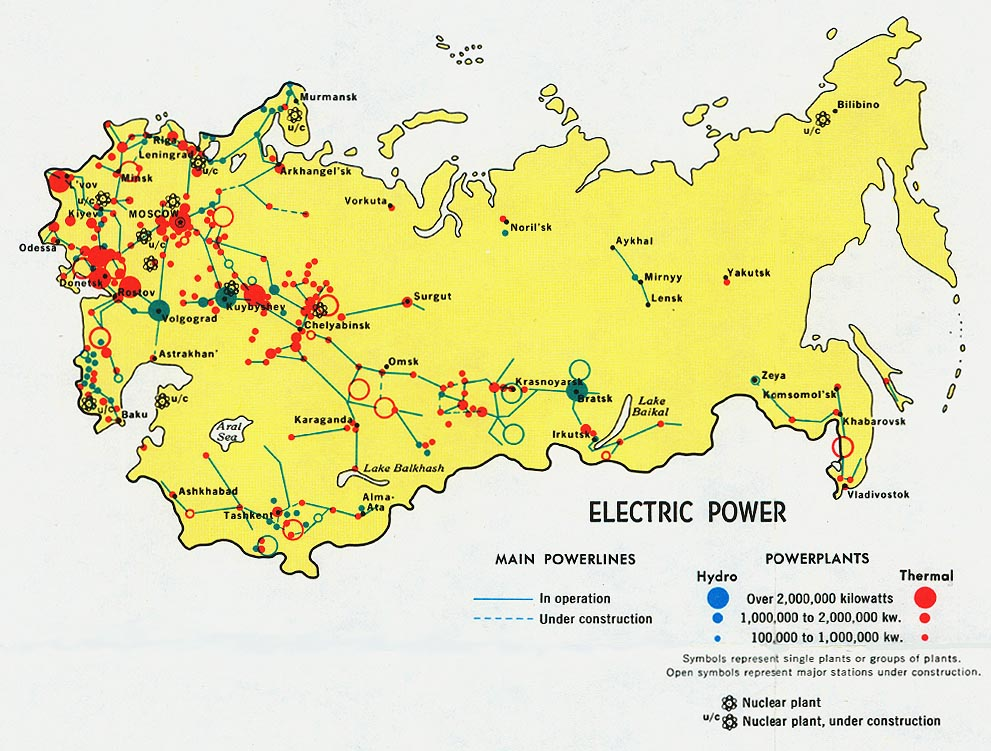 Murmansk
u/c
Bilibino
u/c
Riga
Leningrad
u/c
Arkhangel'sk
Minsk
L'vov
u/c
Vorkuta
Kiyev
MOSCOW
Noril'sk
u/c
Odessa
Aykhal
Mirnyy
Yakutsk
Donetsk
Rostov
Lensk
Surgut
Kuybyshev
Volgograd
Chelyabinsk
Astrakhan'
Omsk
Zeya
Krasnoyarsk
Bratsk
Komsomol'sk
u/c
u/c
Baku
Lake
Baikal
Karaganda
Khabarovsk
Aral
Sea
Irkutsk
Lake Balkhash
Ashkhabad
Alma-
Ata
Vladivostok
Tashkent
ELECTRIC POWER
MAIN POWERLINES
In operation
Under construction
POWERPLANTS
Hydro
Thermal
Over 2,000,000 kilowatts
1,000,000 to 2,000,000 kw.
100,000 to 1,000,000 kw.
Symbols represent single plants or groups of plants.
Open symbols represent major stations under construction.
Nuclear plant
u/c Nuclear plant, under construction